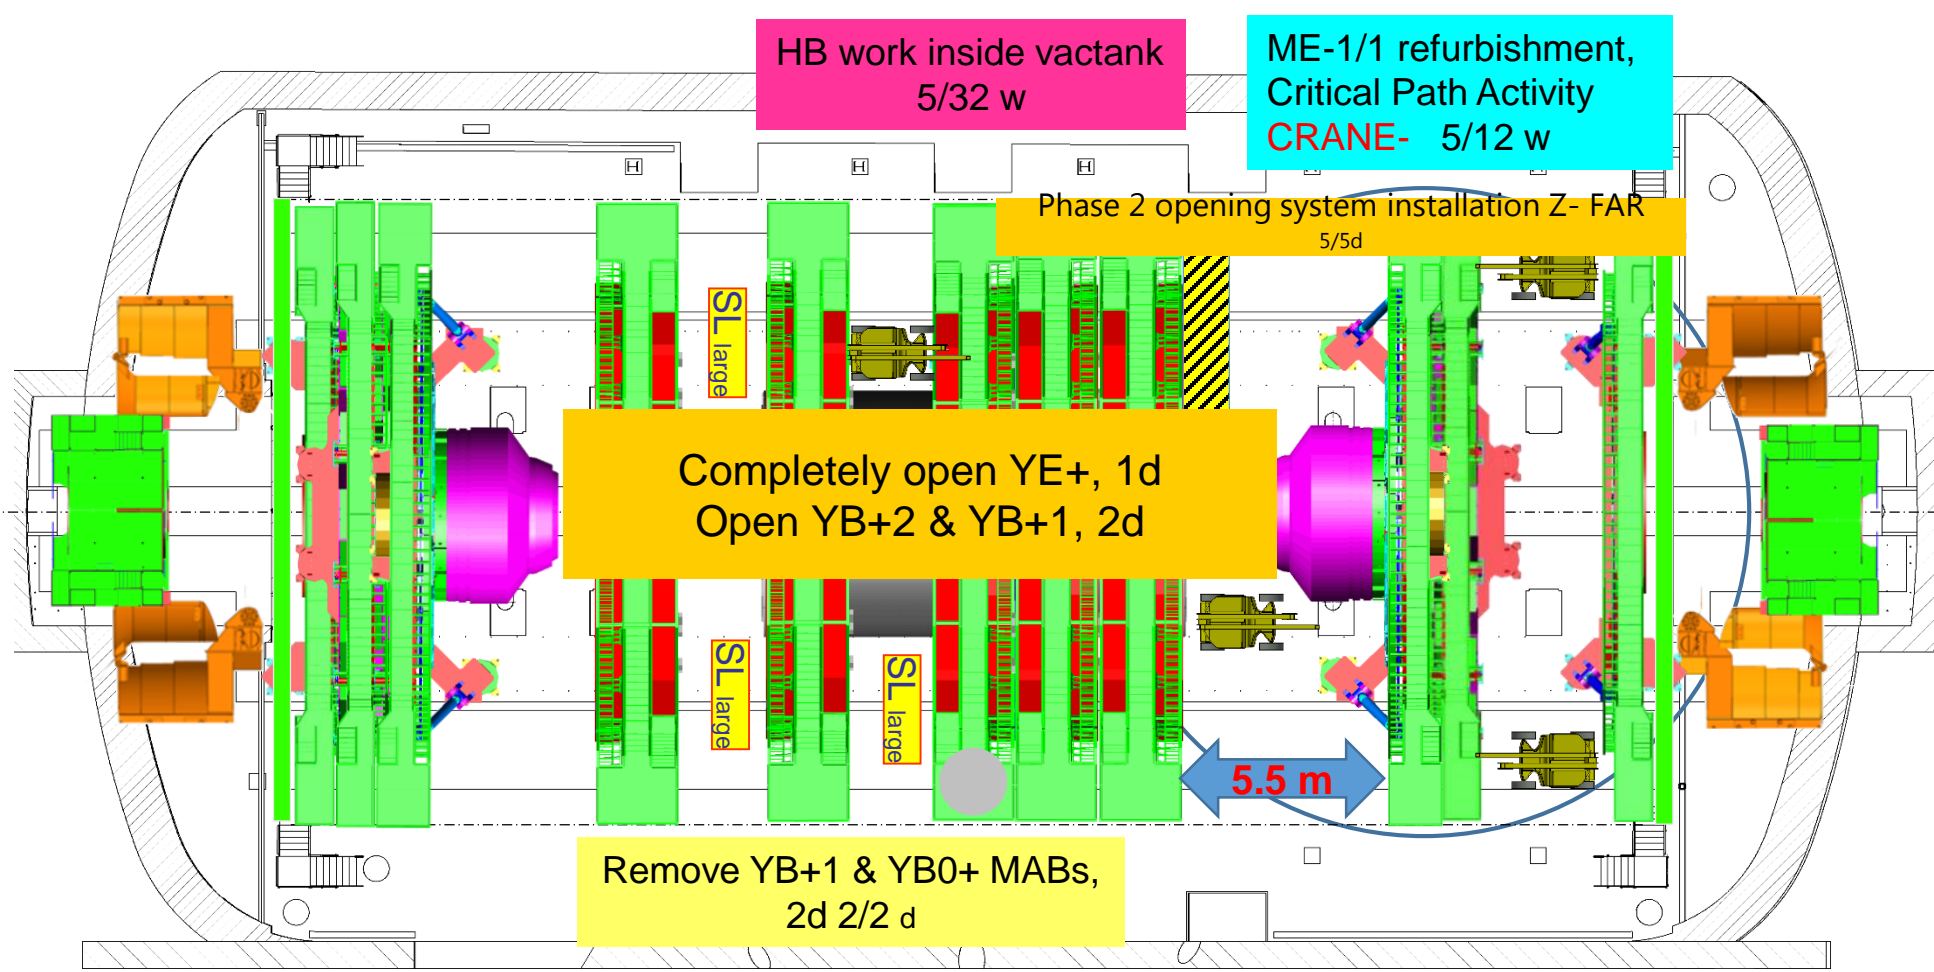 HB work inside vactank
5/32 w
ME-1/1 refurbishment,
Critical Path Activity
CRANE- 5/12 w
H
H
H
Phase 2 opening system installation Z- FAR
5/5d
SL large
Completely open YE+, 1d
Open YB+2 & YB+1, 2d
SL large
SL large
5.5 m
Remove YB+1 & YB0+ MABs,
2d 2/2 d